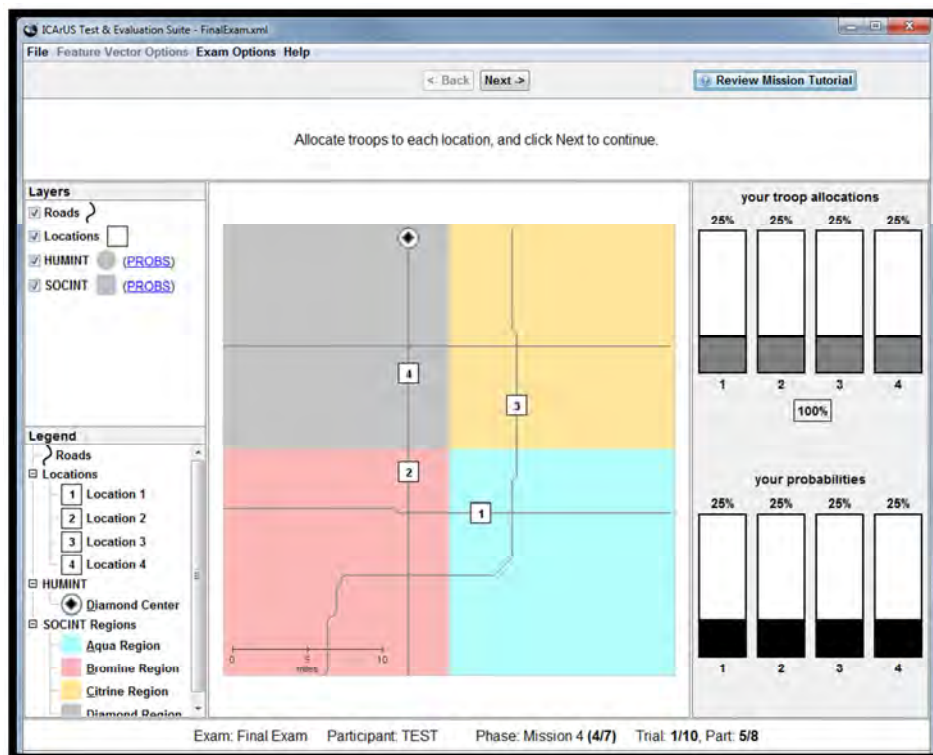 ICArUS Test & Evaluation Suite - FinalExam.xml
File Feature Vector Options Exam Options Help
<- Back Next -> Review Mission Tutorial
Allocate troops to each location, and click Next to continue.
Layers
Roads
Locations
HUMINT (PROBS)
SOCINT (PROBS)
Legend
Roads
Locations
1 Location 1
2 Location 2
3 Location 3
4 Location 4
HUMINT
Diamond Center
SOCINT Regions
Aqua Region
Bromine Region
Citrine Region
Diamond Region
4
3
2
1
0 5 10
miles
your troop allocations
25% 25% 25% 25%
1 2 3 4
100%
your probabilities
25% 25% 25% 25%
1 2 3 4
Exam: Final Exam Participant: TEST Phase: Mission 4 (4/7) Trial: 1/10, Part: 5/8